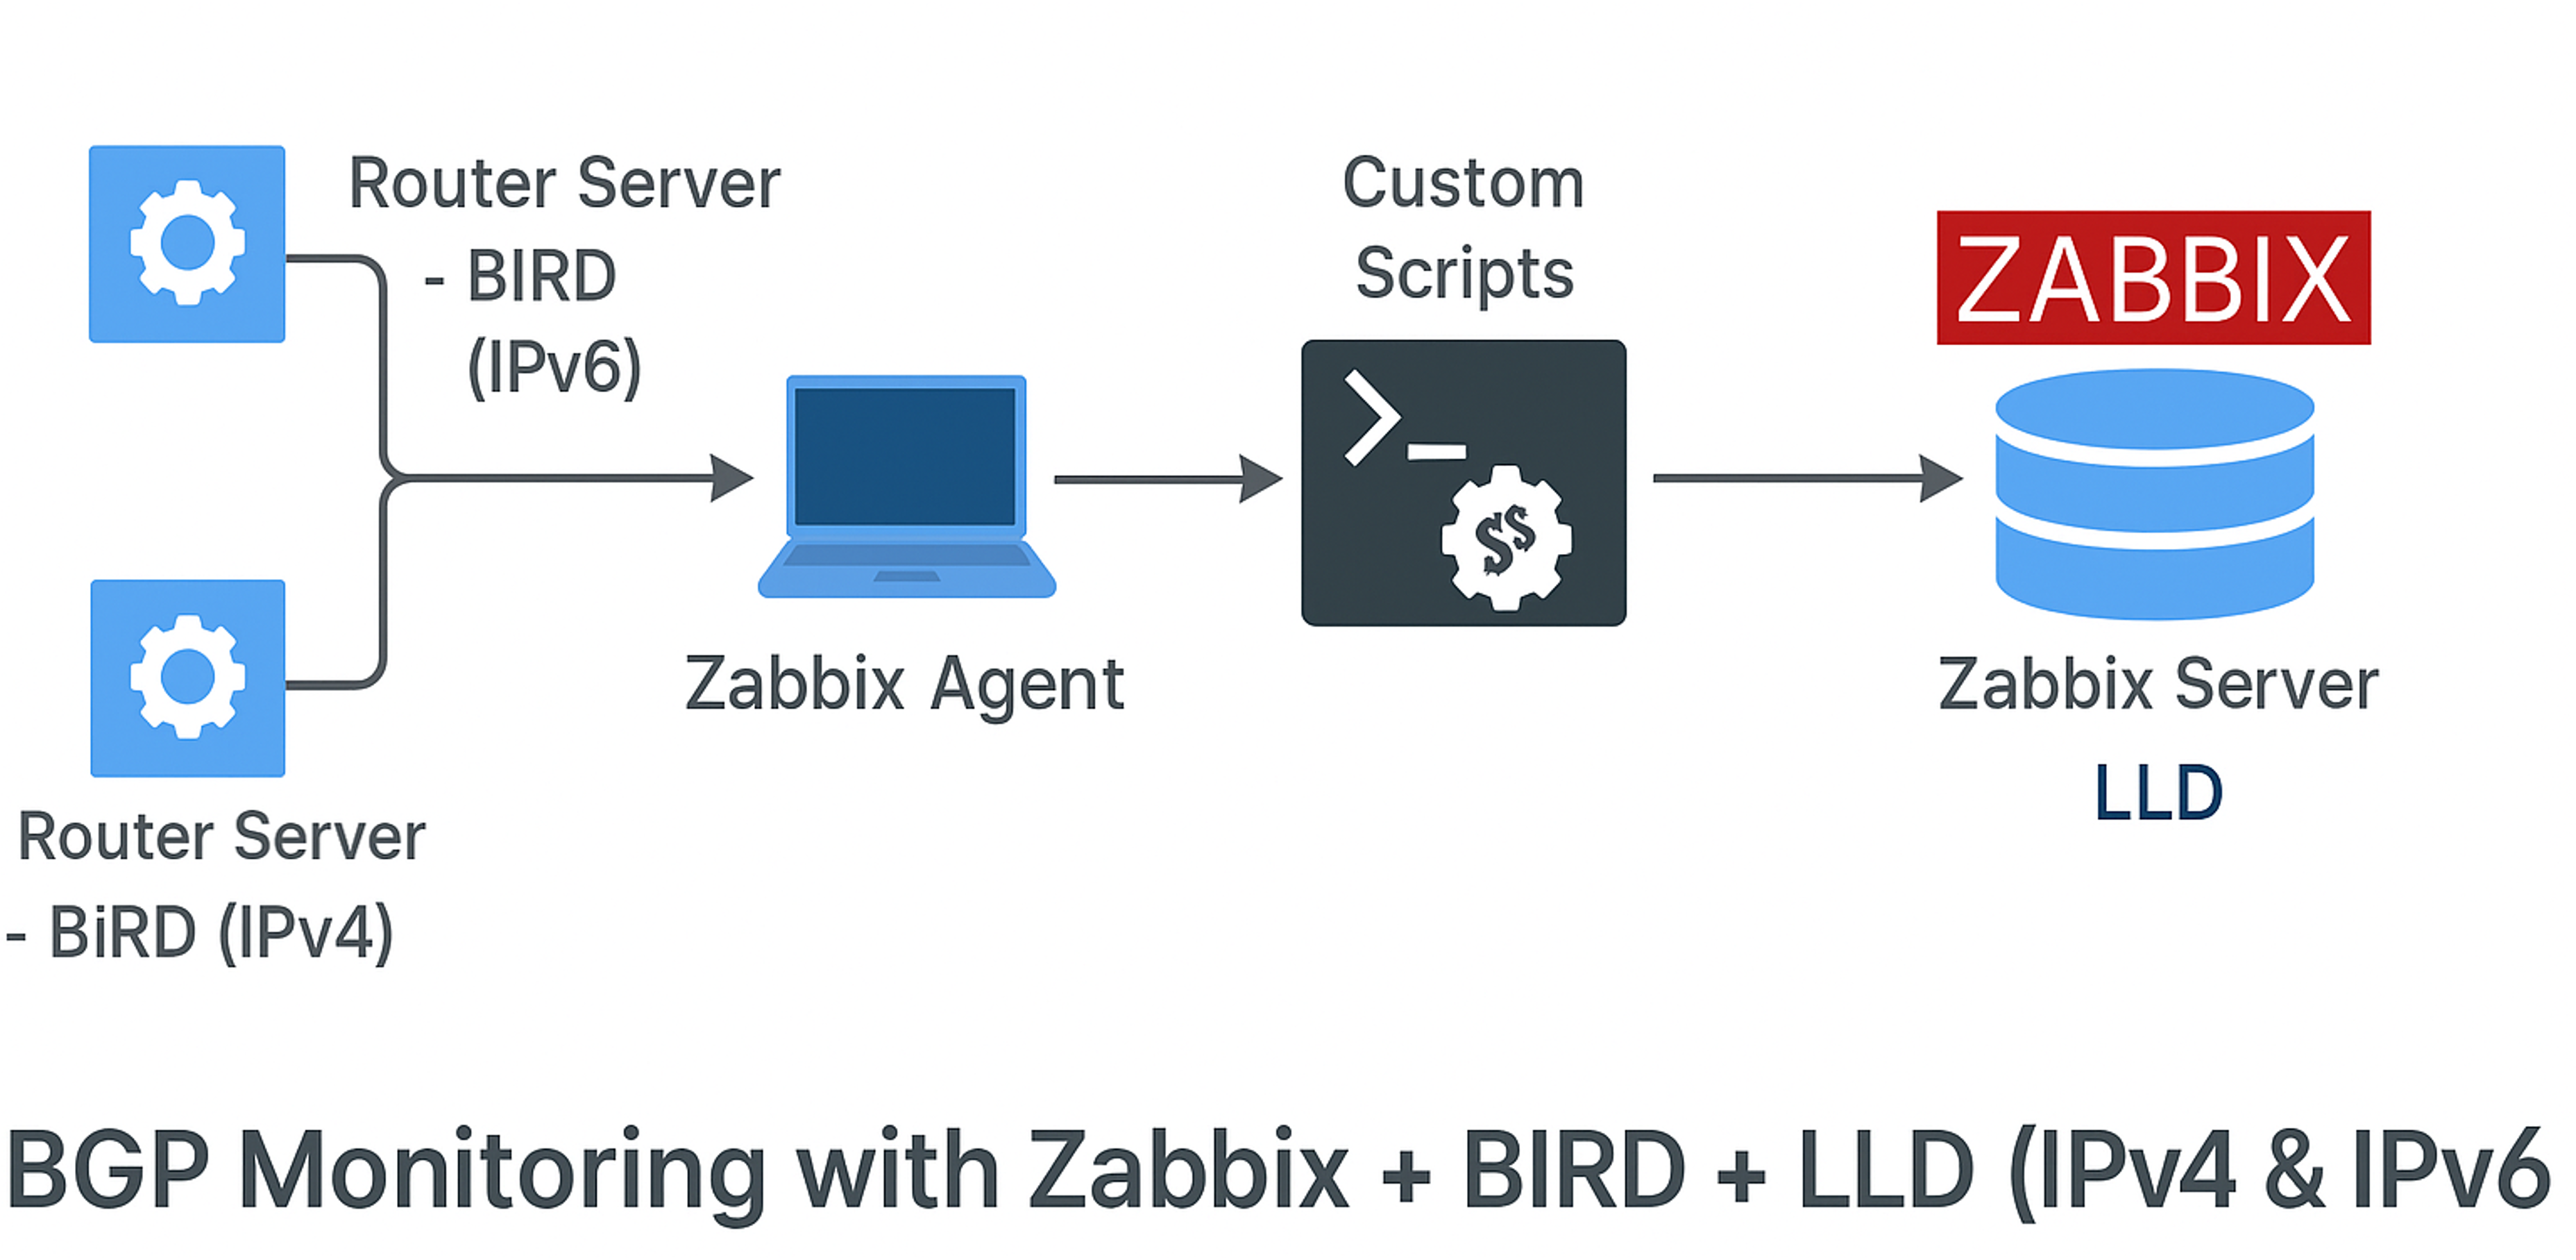 Router Server
- BIRD
(IPv6)
Custom
Scripts
ZABBIX
>_
$$
Zabbix Agent
Zabbix Server
LLD
Router Server
- BiRD (IPv4)
BGP Monitoring with Zabbix + BIRD + LLD (IPv4 & IPv6